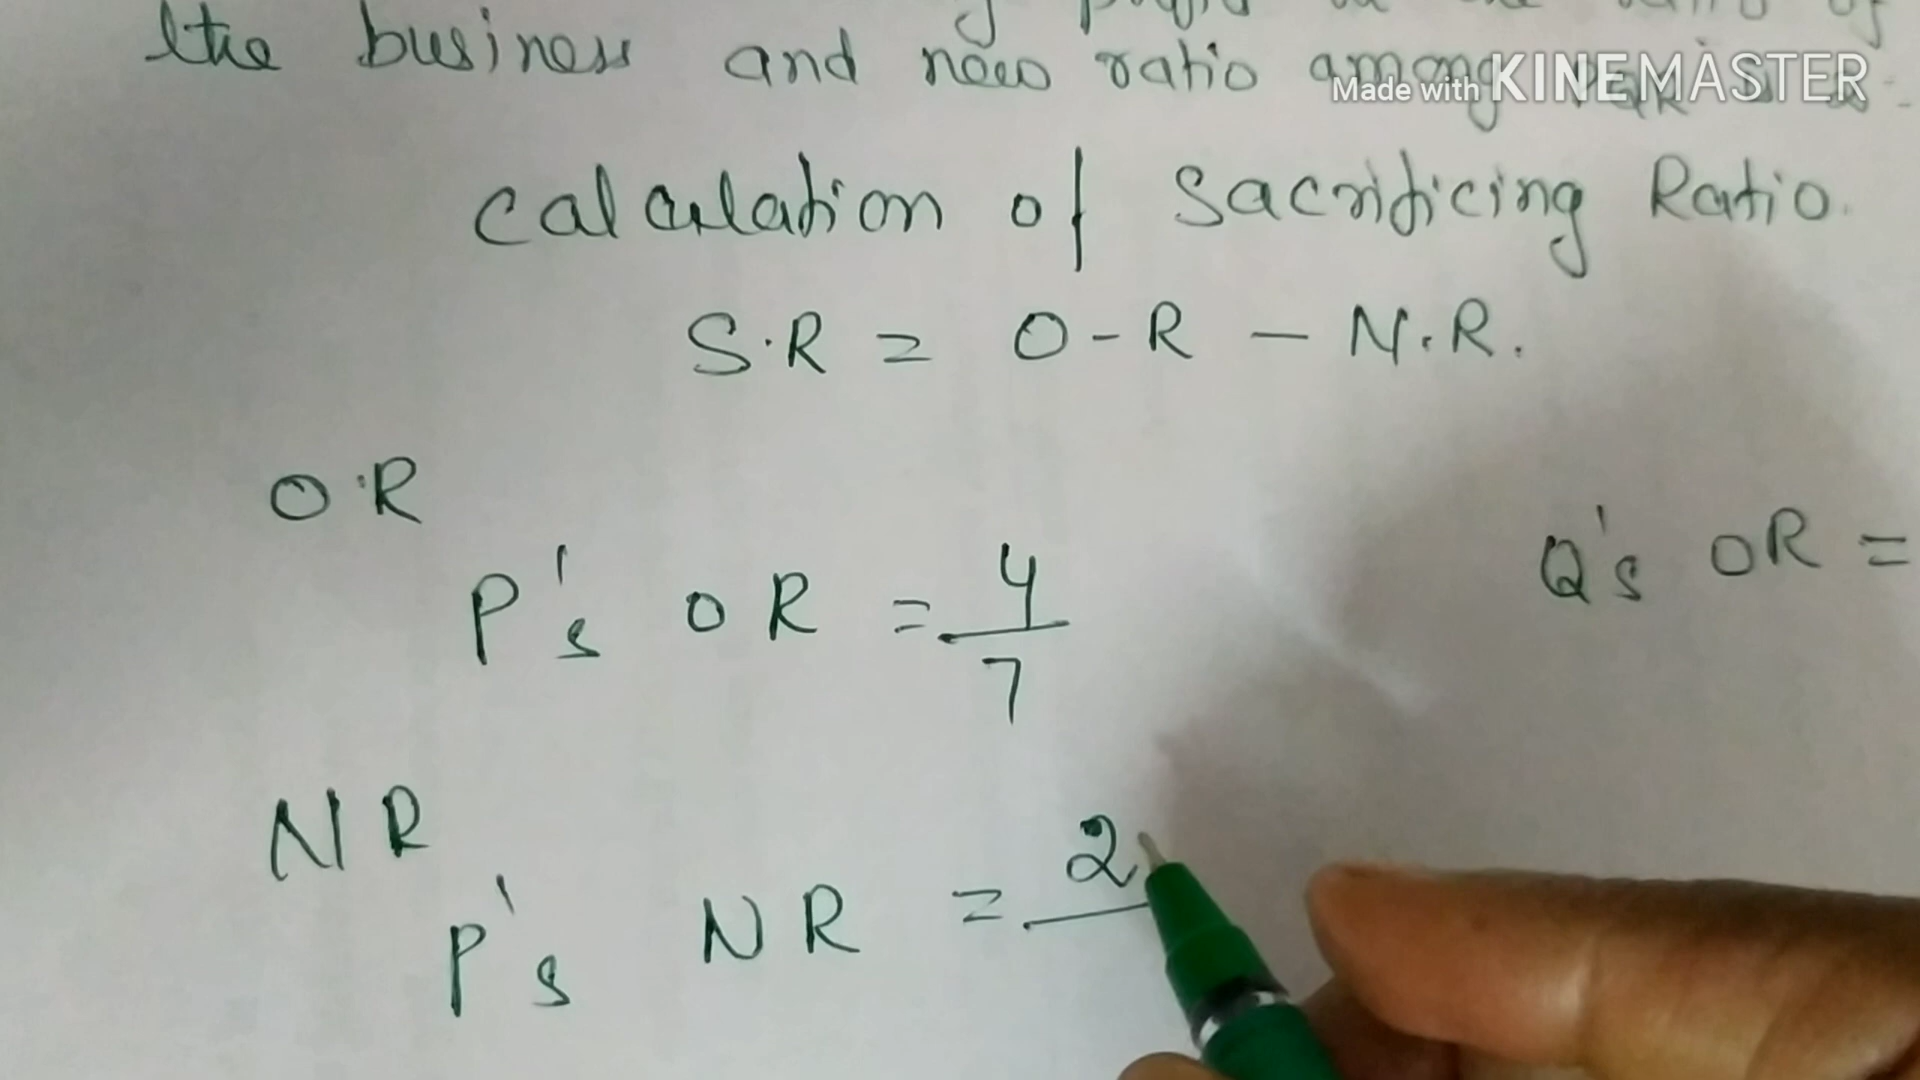 the business and new ratio among
Made with KINEMASTER
Calculation of Sacrificing Ratio.
S.R = O-R - N.R.
O.R
P's OR = 4/7
Q's OR =
NR
P's NR = 2